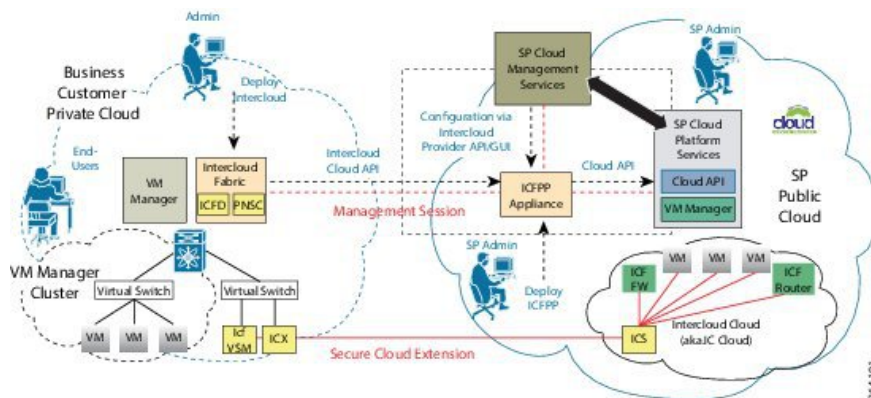 Admin
Business
Customer
Private Cloud
Deploy
Intercloud
End-
Users
VM
Manager
Intercloud
Fabric
ICFD
PNSC
Intercloud
Cloud API
Management Session
VM Manager
Cluster
Virtual Switch
Virtual Switch
VM
VM
VM
Icf
VSM
ICX
Secure Cloud Extension
SP Cloud
Management
Services
SP Admin
Configuration via
Intercloud
Provider API/GUI
Cloud API
ICFPP
Appliance
SP Admin
Deploy
ICFPP
SP Cloud
Platform
Services
Cloud API
VM Manager
cloud
SP
Public
Cloud
ICF
FW
VM
VM
VM
ICF
Router
ICS
Intercloud Cloud
(aka.IC Cloud)